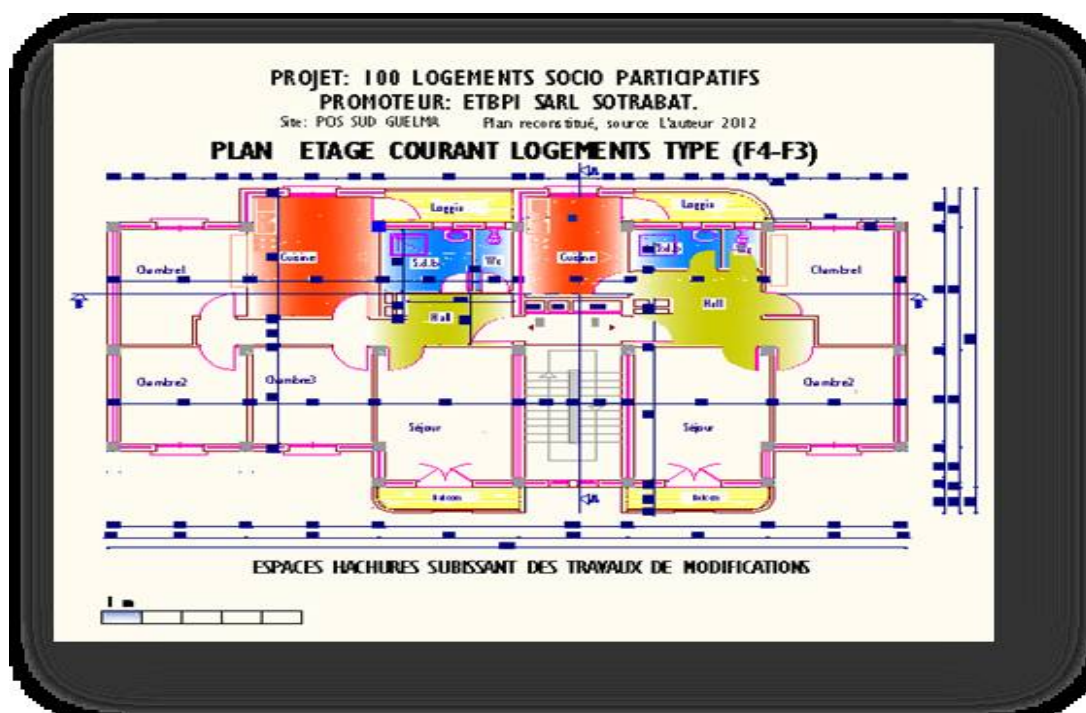 PROJET: 100 LOGEMENTS SOCIO PARTICIPATIFS
PROMOTEUR: ETBPI SARL SOTRABAT.
Site: POS SUD GUELMA Plan reconstitué, source L'auteur 2012
PLAN ETAGE COURANT LOGEMENTS TYPE (F4-F3)
Loggia Loggia
Chambre1 Cuisine S.d.b Wc Cuisine S.d.b Wc Chambre1
Hall Hall
Chambre2 Chambre3 Chambre2
Séjour Séjour
Balcon Balcon
ESPACES HACHURES SUBISSANT DES TRAVAUX DE MODIFICATIONS
1 m